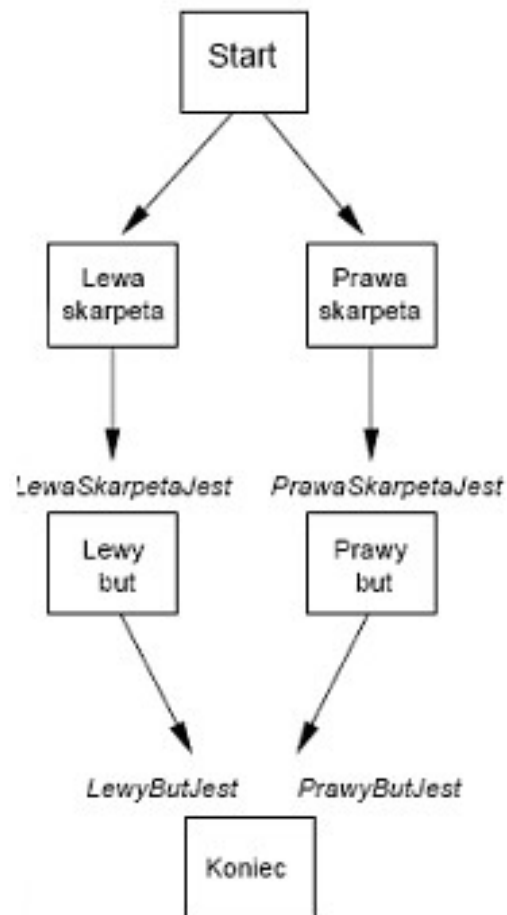 Start
Lewa
skarpeta
Prawa
skarpeta
LewaSkarpetaJest
PrawaSkarpetaJest
Lewy
but
Prawy
but
LewyButJest
PrawyButJest
Koniec